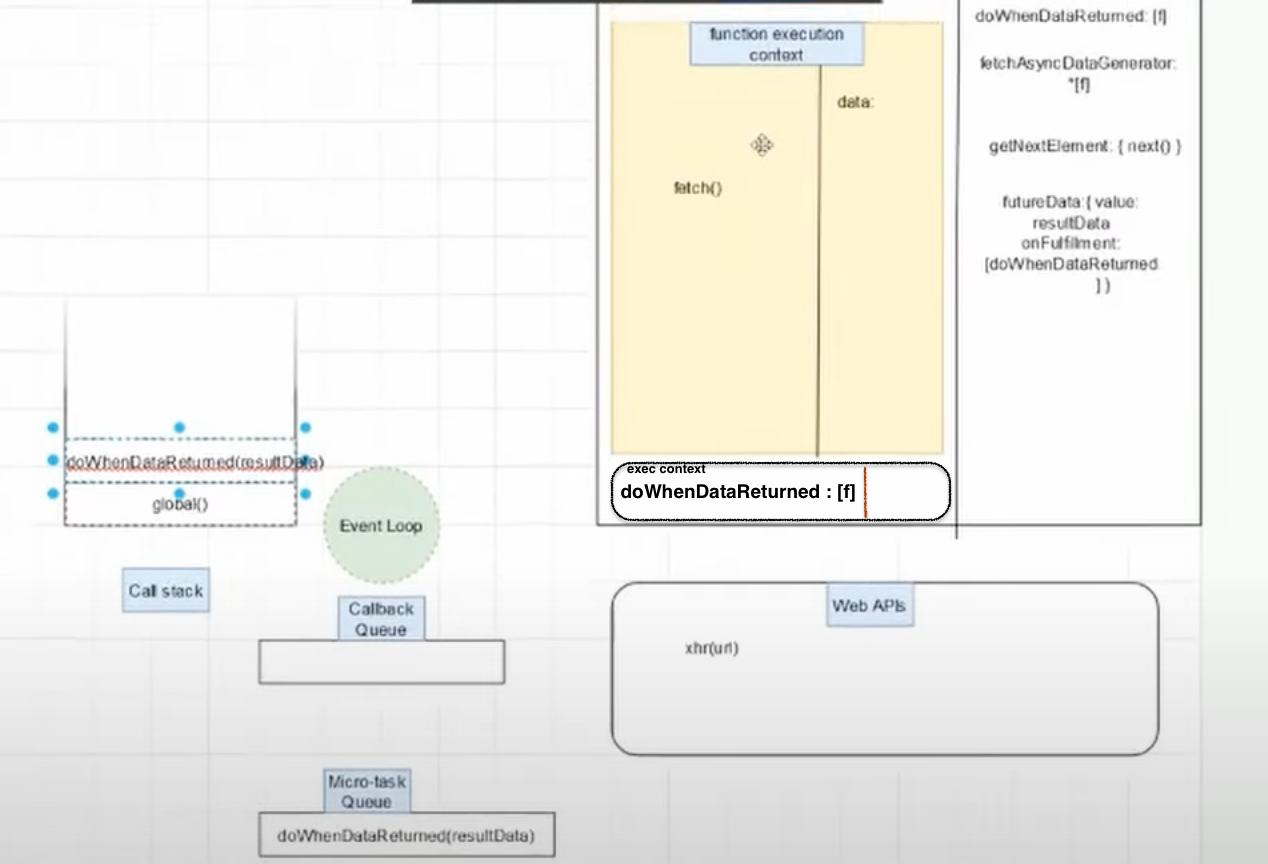 function execution
context
data:
fetch()
doWhenDataReturned: [f]
fetchAsyncDataGenerator:
*[f]
getNextElement: { next() }
futureData:{ value:
resultData
onFulfillment:
[doWhenDataReturned
] }
exec context
doWhenDataReturned : [f]
doWhenDataReturned(resultData)
global()
Event Loop
Call stack
Callback
Queue
Web APIs
xhr(url)
Micro-task
Queue
doWhenDataReturned(resultData)